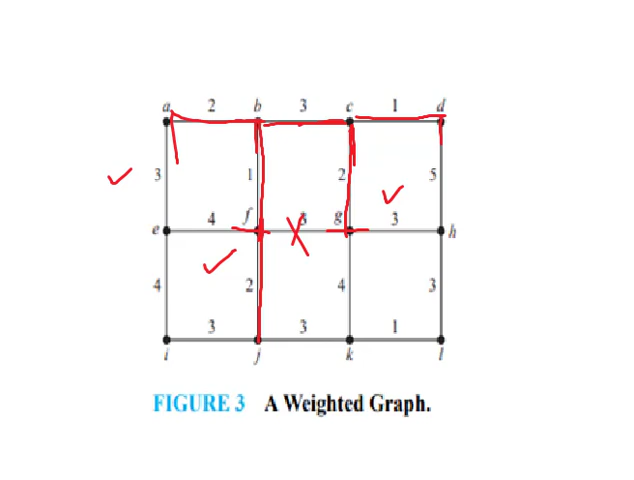 a 2 b 3 c 1 d
3 1 2 5
e 4 f 3 g 3 h
4 2 4 3
3 3 1
i j k l
FIGURE 3 A Weighted Graph.